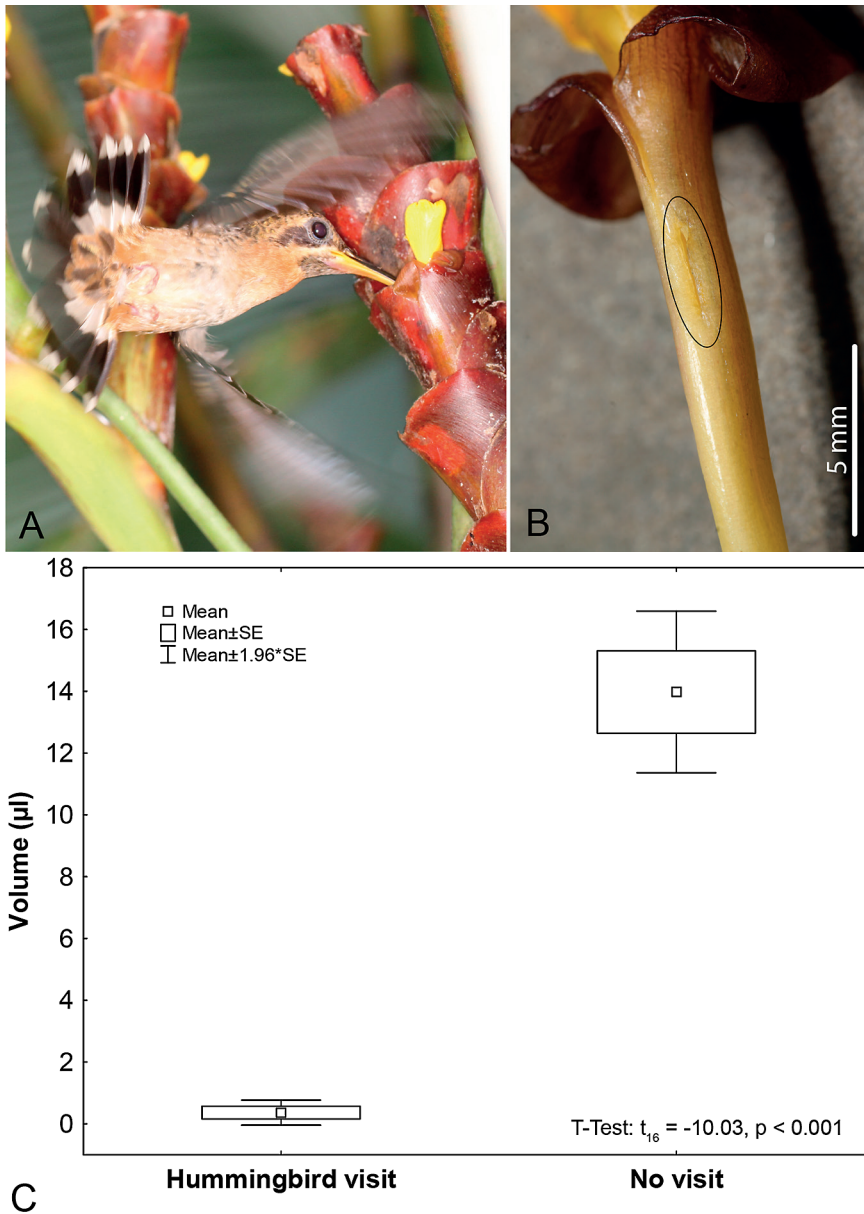 A
B
5 mm
18
16
14
12
10
8
6
4
2
0
Volume (µl)
Mean
Mean±SE
Mean±1.96*SE
T-Test: t₁₆ = -10.03, p < 0.001
Hummingbird visit
No visit
C